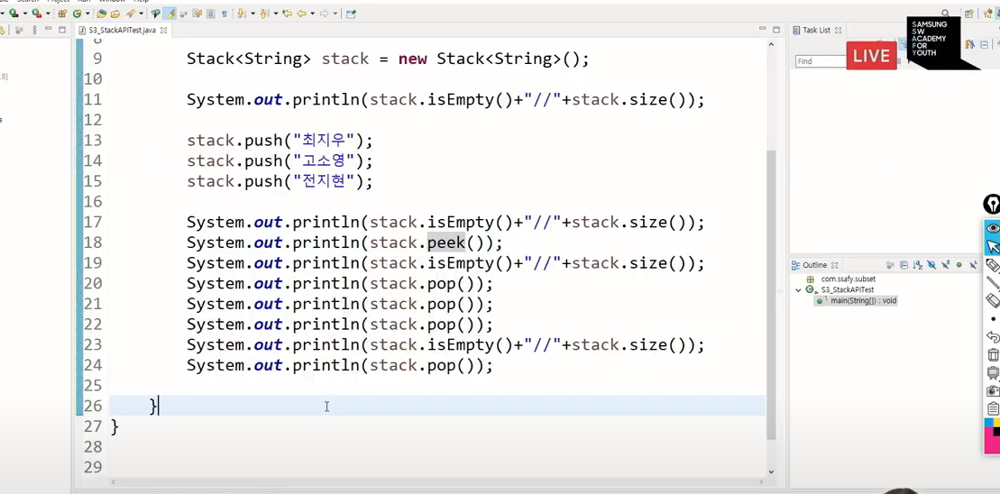 Run
Window
Help
S3_StackAPITest.java
Task List
SAMSUNG
SW
ACADEMY
FOR
YOUTH
LIVE
Find
8
9 Stack<String> stack = new Stack<String>();
10
11 System.out.println(stack.isEmpty()+"//"+stack.size());
12
13 stack.push("최지우");
14 stack.push("고소영");
15 stack.push("전지현");
16
17 System.out.println(stack.isEmpty()+"//"+stack.size());
18 System.out.println(stack.peek());
19 System.out.println(stack.isEmpty()+"//"+stack.size());
20 System.out.println(stack.pop());
21 System.out.println(stack.pop());
22 System.out.println(stack.pop());
23 System.out.println(stack.isEmpty()+"//"+stack.size());
24 System.out.println(stack.pop());
25
26 }
27 }
28
29
Outline
com.ssafy.subset
S3_StackAPITest
main(String[]) : void